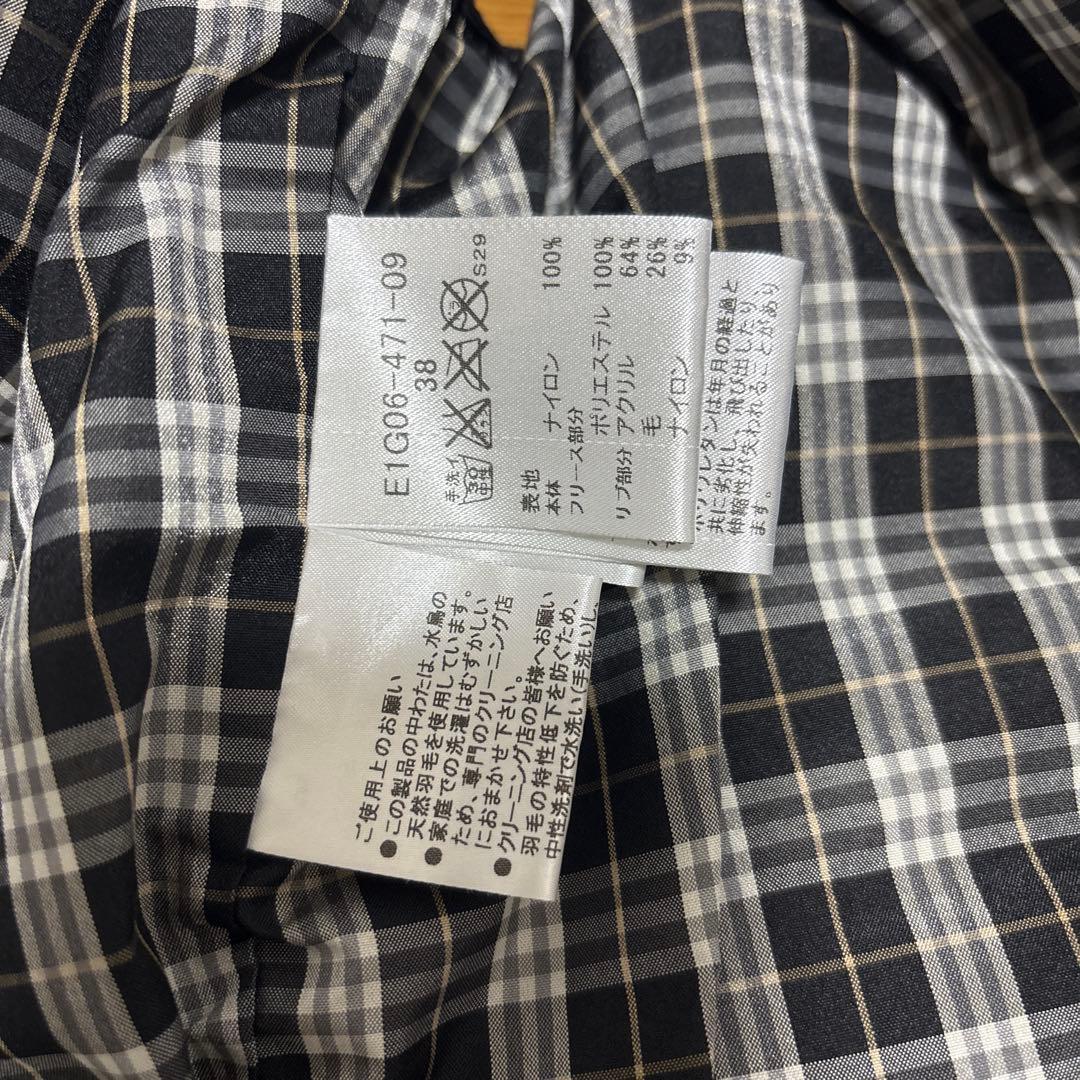 E1G06-471-09
38
手洗イ
30
中性
S29
表地
本体 ナイロン 100%
フリース部分
ポリエステル 100%
リブ部分 アクリル 64%
毛 26%
ナイロン 9%
ポリウレタンは年月の経過と
共に劣化し、飛び出したり
伸縮性が失われることがあり
ます。
ご使用上のお願い
●この製品の中わたは、水鳥の
天然羽毛を使用しています。
●家庭での洗濯はむずかしい
ため、専門のクリーニング店
におまかせ下さい。
●クリーニング店の皆様へお願い
羽毛の特性低下を防ぐため、
中性洗剤で水洗い(手洗い)し、